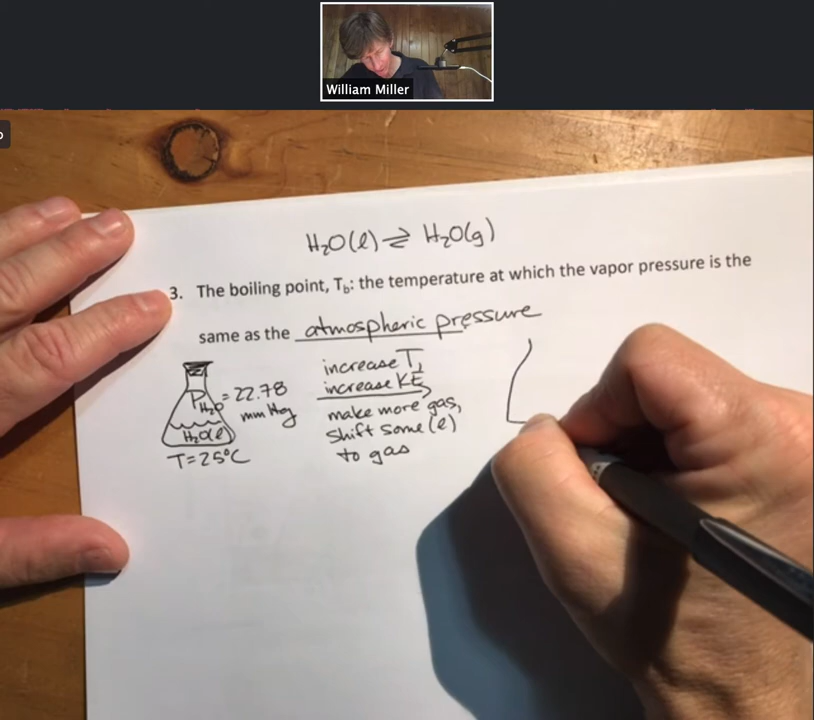 William Miller
H₂O(l) ⇌ H₂O(g)
3. The boiling point, Tb: the temperature at which the vapor pressure is the
same as the atmospheric pressure
PH₂O = 22.78
mm Hg
H₂O(l)
T=25°C
increase T,
increase KE
make more gas,
shift some (l)
to gas